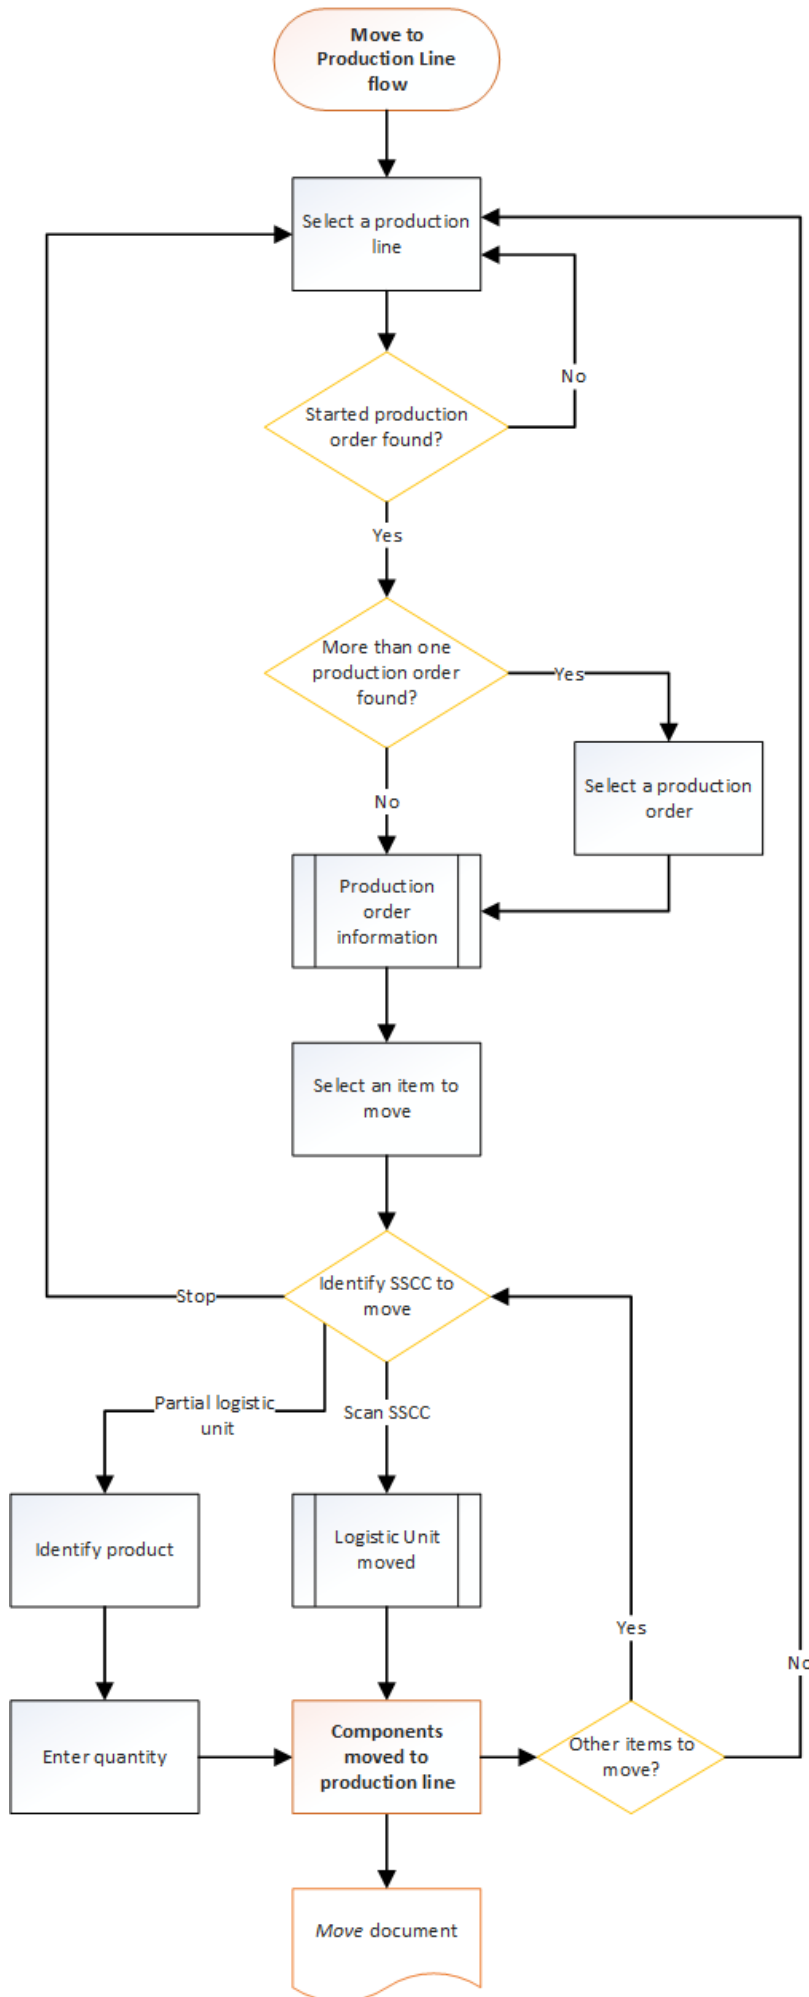 Move to
Production Line
flow
Select a production
line
No
Started production
order found?
Yes
More than one
production order
found?
Yes
Select a production
order
No
Production
order
information
Select an item to
move
Identify SSCC to
move
Stop
Partial logistic
unit
Scan SSCC
Identify product
Logistic Unit
moved
Yes
No
Enter quantity
Components
moved to
production line
Other items to
move?
Move document